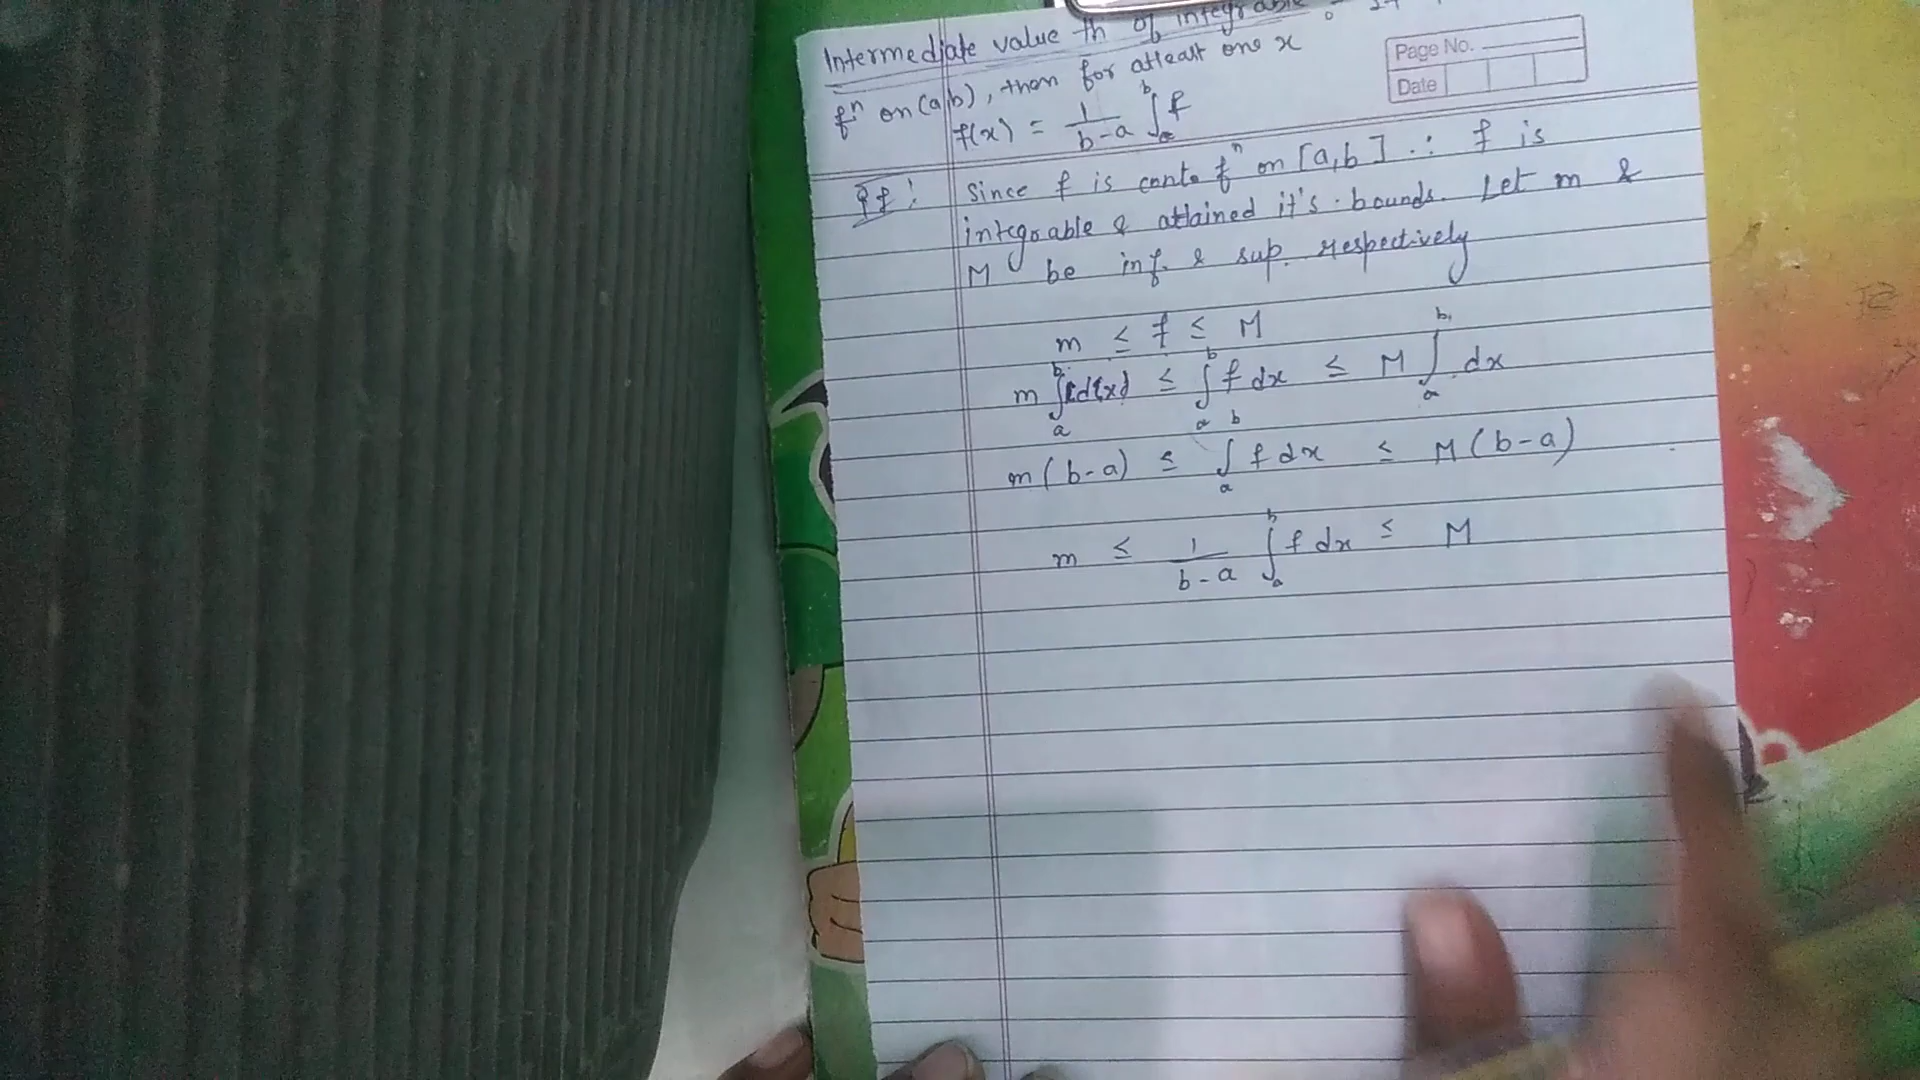 Intermediate value th of integrable :-
fⁿ on (a,b), then for atleast one x
f(x) = 1/(b-a) ∫ₐᵇ f
Page No.
Date
Pf: Since f is conts fⁿ on [a,b] ∴ f is
integrable & attained it's bounds. Let m &
M be inf. & sup. respectively
m ≤ f ≤ M
m ∫ₐᵇ d(x) ≤ ∫ₐᵇ f dx ≤ M ∫ₐᵇ dx
m(b-a) ≤ ∫ₐᵇ f dx ≤ M(b-a)
m ≤ 1/(b-a) ∫ₐᵇ f dx ≤ M